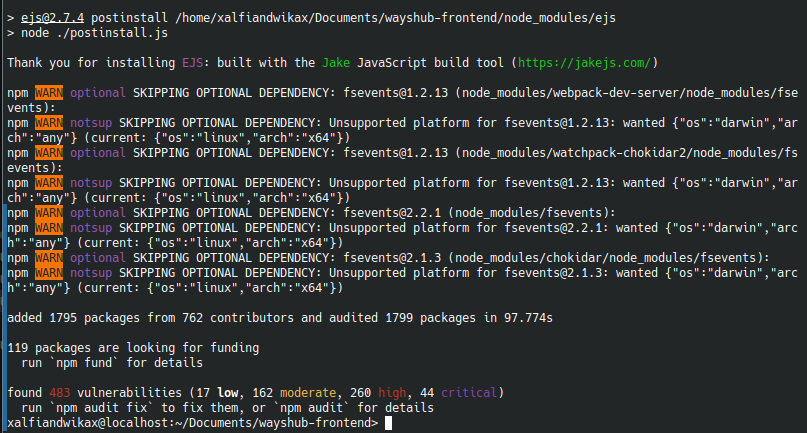 > ejs@2.7.4 postinstall /home/xalfiandwikax/Documents/wayshub-frontend/node_modules/ejs
> node ./postinstall.js
Thank you for installing EJS: built with the Jake JavaScript build tool (https://jakejs.com/)
npm WARN optional SKIPPING OPTIONAL DEPENDENCY: fsevents@1.2.13 (node_modules/webpack-dev-server/node_modules/fse
vents):
npm WARN notsup SKIPPING OPTIONAL DEPENDENCY: Unsupported platform for fsevents@1.2.13: wanted {"os":"darwin","ar
ch":"any"} (current: {"os":"linux","arch":"x64"})
npm WARN optional SKIPPING OPTIONAL DEPENDENCY: fsevents@1.2.13 (node_modules/watchpack-chokidar2/node_modules/fs
events):
npm WARN notsup SKIPPING OPTIONAL DEPENDENCY: Unsupported platform for fsevents@1.2.13: wanted {"os":"darwin","ar
ch":"any"} (current: {"os":"linux","arch":"x64"})
npm WARN optional SKIPPING OPTIONAL DEPENDENCY: fsevents@2.2.1 (node_modules/fsevents):
npm WARN notsup SKIPPING OPTIONAL DEPENDENCY: Unsupported platform for fsevents@2.2.1: wanted {"os":"darwin","arc
h":"any"} (current: {"os":"linux","arch":"x64"})
npm WARN optional SKIPPING OPTIONAL DEPENDENCY: fsevents@2.1.3 (node_modules/chokidar/node_modules/fsevents):
npm WARN notsup SKIPPING OPTIONAL DEPENDENCY: Unsupported platform for fsevents@2.1.3: wanted {"os":"darwin","arc
h":"any"} (current: {"os":"linux","arch":"x64"})
added 1795 packages from 762 contributors and audited 1799 packages in 97.774s
119 packages are looking for funding
  run `npm fund` for details
found 483 vulnerabilities (17 low, 162 moderate, 260 high, 44 critical)
  run `npm audit fix` to fix them, or `npm audit` for details
xalfiandwikax@localhost:~/Documents/wayshub-frontend>